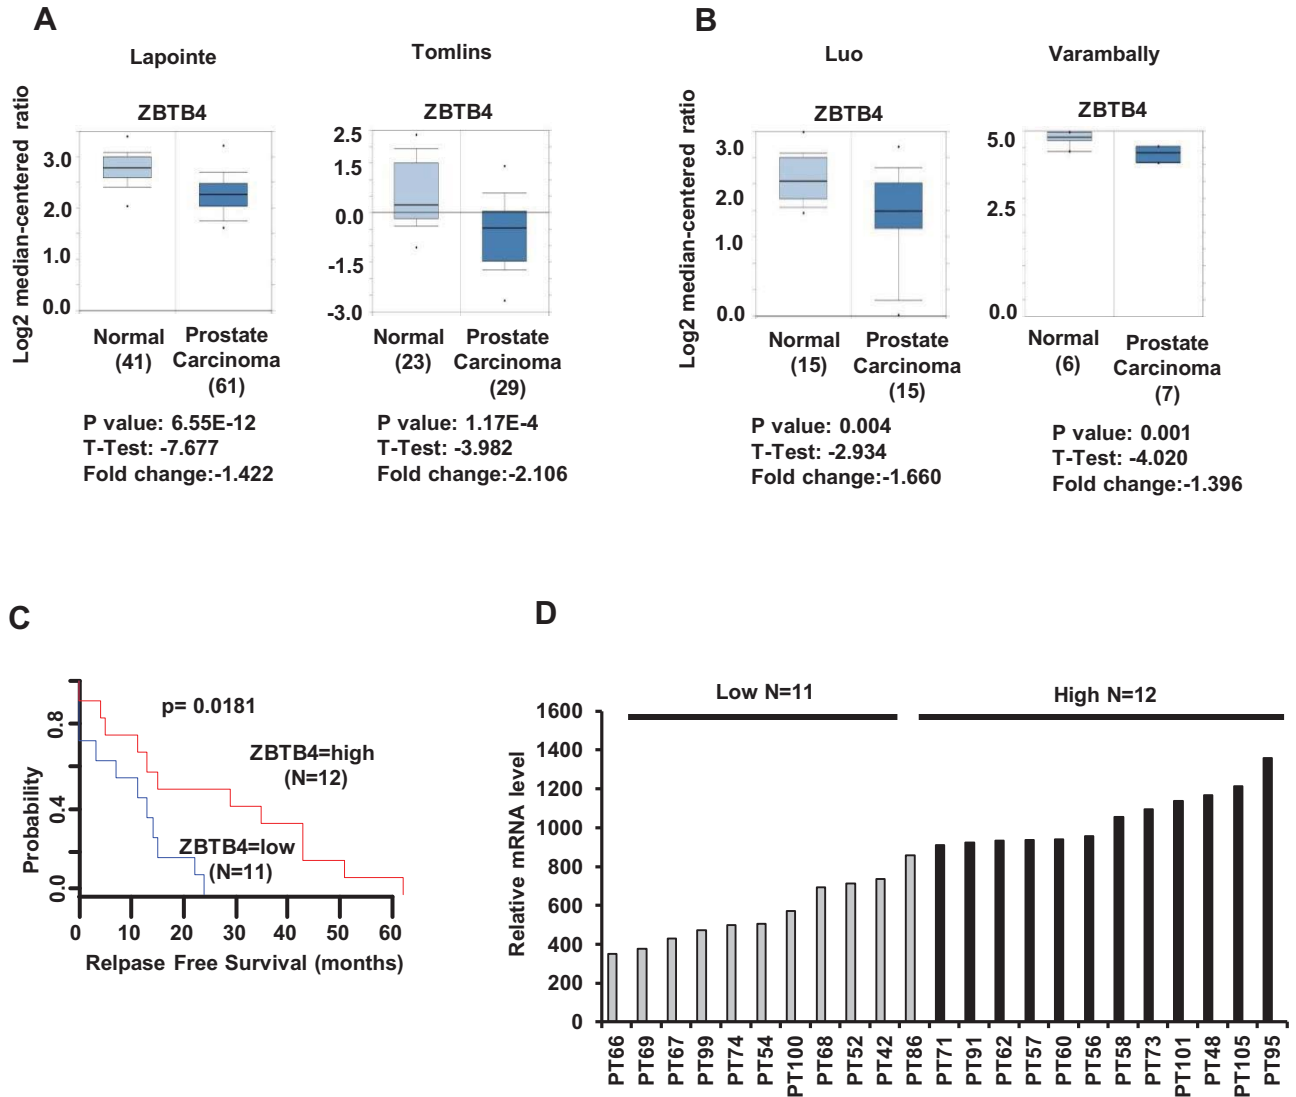 A
Lapointe
ZBTB4
Log2 median-centered ratio
3.0
2.0
1.0
0.0
Normal
(41)
Prostate
Carcinoma
(61)
P value: 6.55E-12
T-Test: -7.677
Fold change:-1.422
Tomlins
ZBTB4
2.5
1.5
0.0
-1.5
-3.0
Normal
(23)
Prostate
Carcinoma
(29)
P value: 1.17E-4
T-Test: -3.982
Fold change:-2.106
B
Luo
ZBTB4
Log2 median-centered ratio
3.0
2.0
1.0
0.0
Normal
(15)
Prostate
Carcinoma
(15)
P value: 0.004
T-Test: -2.934
Fold change:-1.660
Varambally
ZBTB4
5.0
2.5
0.0
Normal
(6)
Prostate
Carcinoma
(7)
P value: 0.001
T-Test: -4.020
Fold change:-1.396
C
Probability
0.8
0.4
0.0
p= 0.0181
ZBTB4=high
(N=12)
ZBTB4=low
(N=11)
0 10 20 30 40 50 60
Relpase Free Survival (months)
D
Low N=11
High N=12
Relative mRNA level
1600
1400
1200
1000
800
600
400
200
0
PT66
PT69
PT67
PT99
PT74
PT54
PT100
PT68
PT52
PT42
PT86
PT71
PT91
PT62
PT57
PT60
PT56
PT58
PT73
PT101
PT48
PT105
PT95